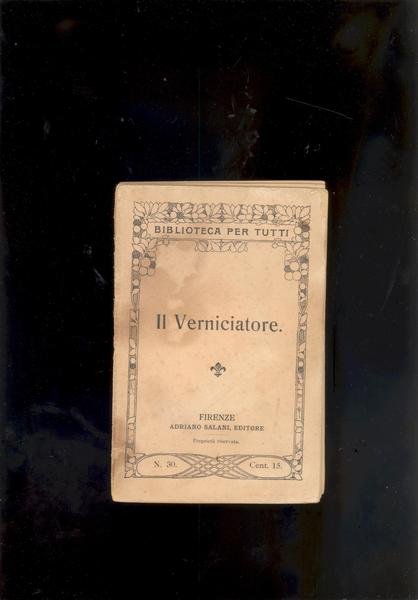 BIBLIOTECA PER TUTTI
Il Verniciatore.
FIRENZE
ADRIANO SALANI, EDITORE
Proprietà riservata.
N. 30.
Cent. 15.